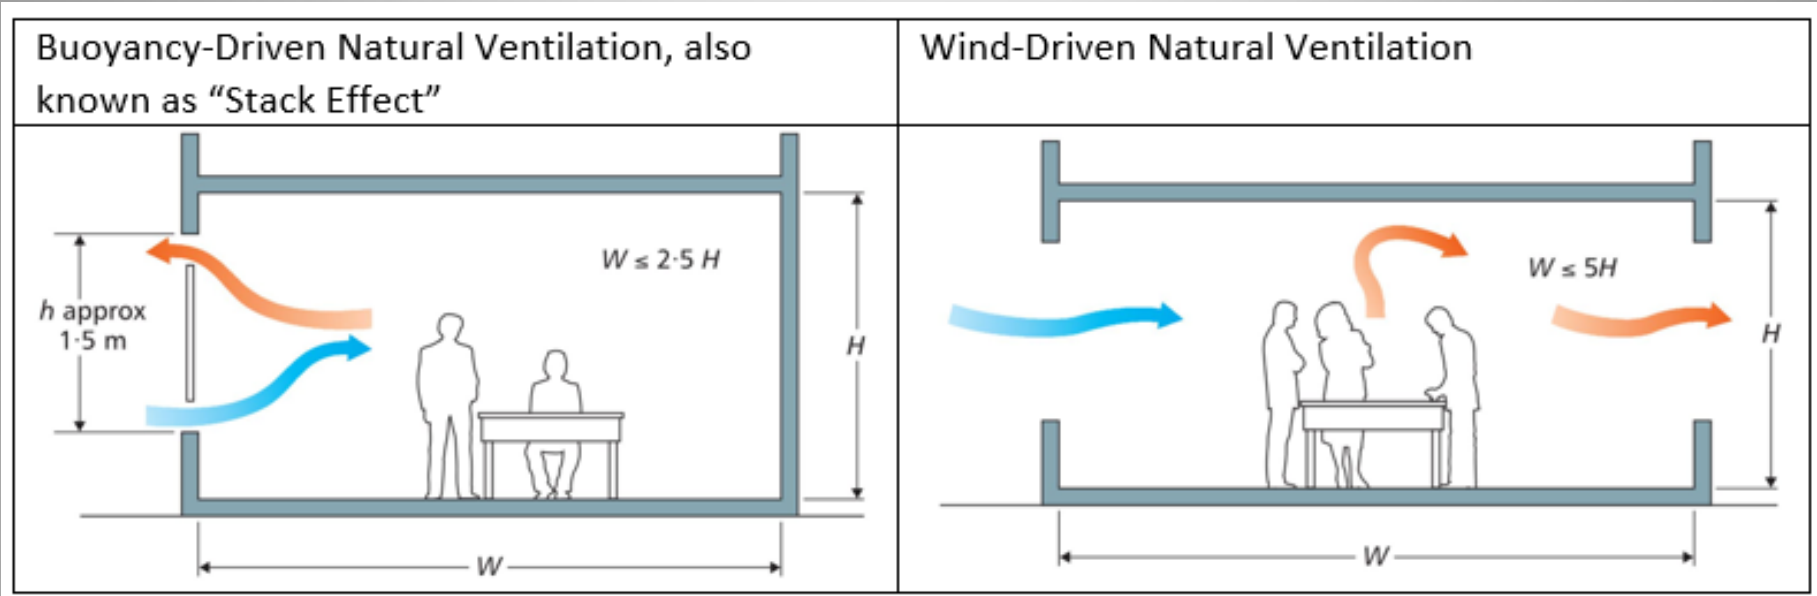 Buoyancy-Driven Natural Ventilation, also
known as “Stack Effect”
Wind-Driven Natural Ventilation
W ≤ 2·5 H
h approx
1·5 m
H
W
W ≤ 5H
H
W